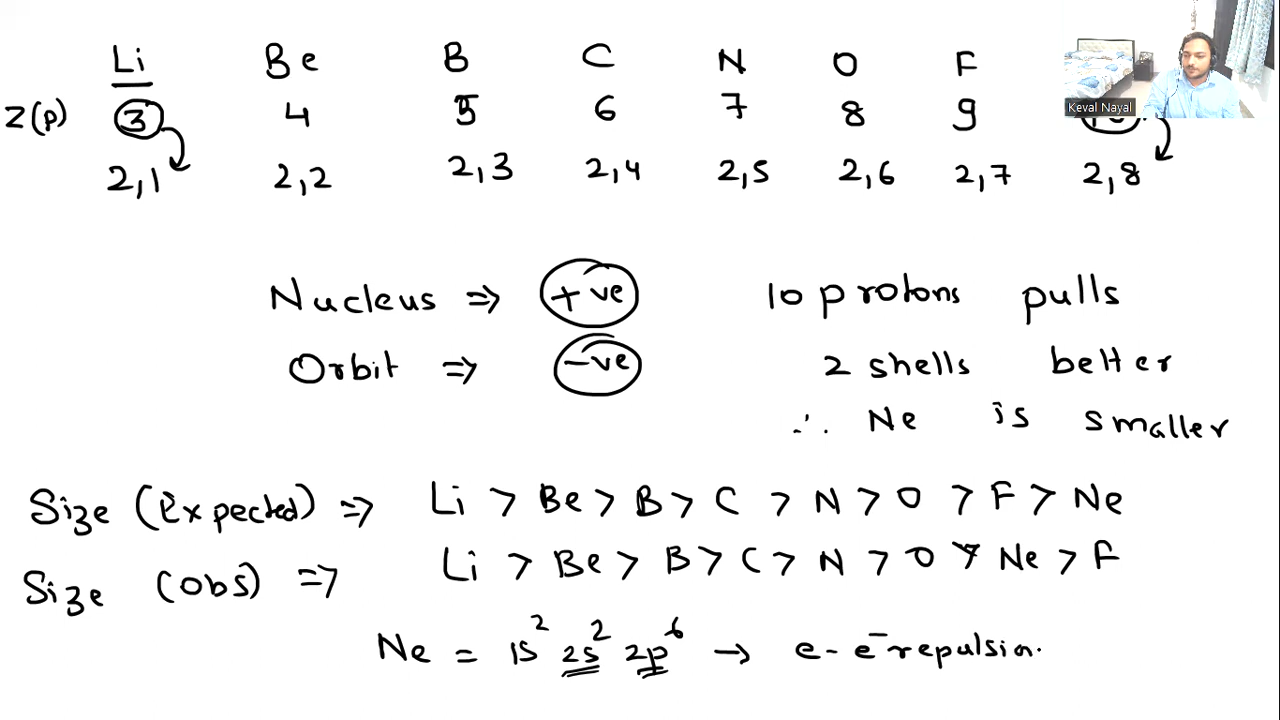 Li Be B C N O F
Z(p) 3 4 5 6 7 8 9
2,1 2,2 2,3 2,4 2,5 2,6 2,7 2,8
Keval Nayal
Nucleus ⇒ +ve
Orbit ⇒ -ve
10 protons pulls
2 shells better
∴ Ne is smaller
Size (Expected) ⇒ Li > Be > B > C > N > O > F > Ne
Size (obs) ⇒ Li > Be > B > C > N > O > Ne > F
Ne = 1s² 2s² 2p⁶ → e- e⁻ repulsion.